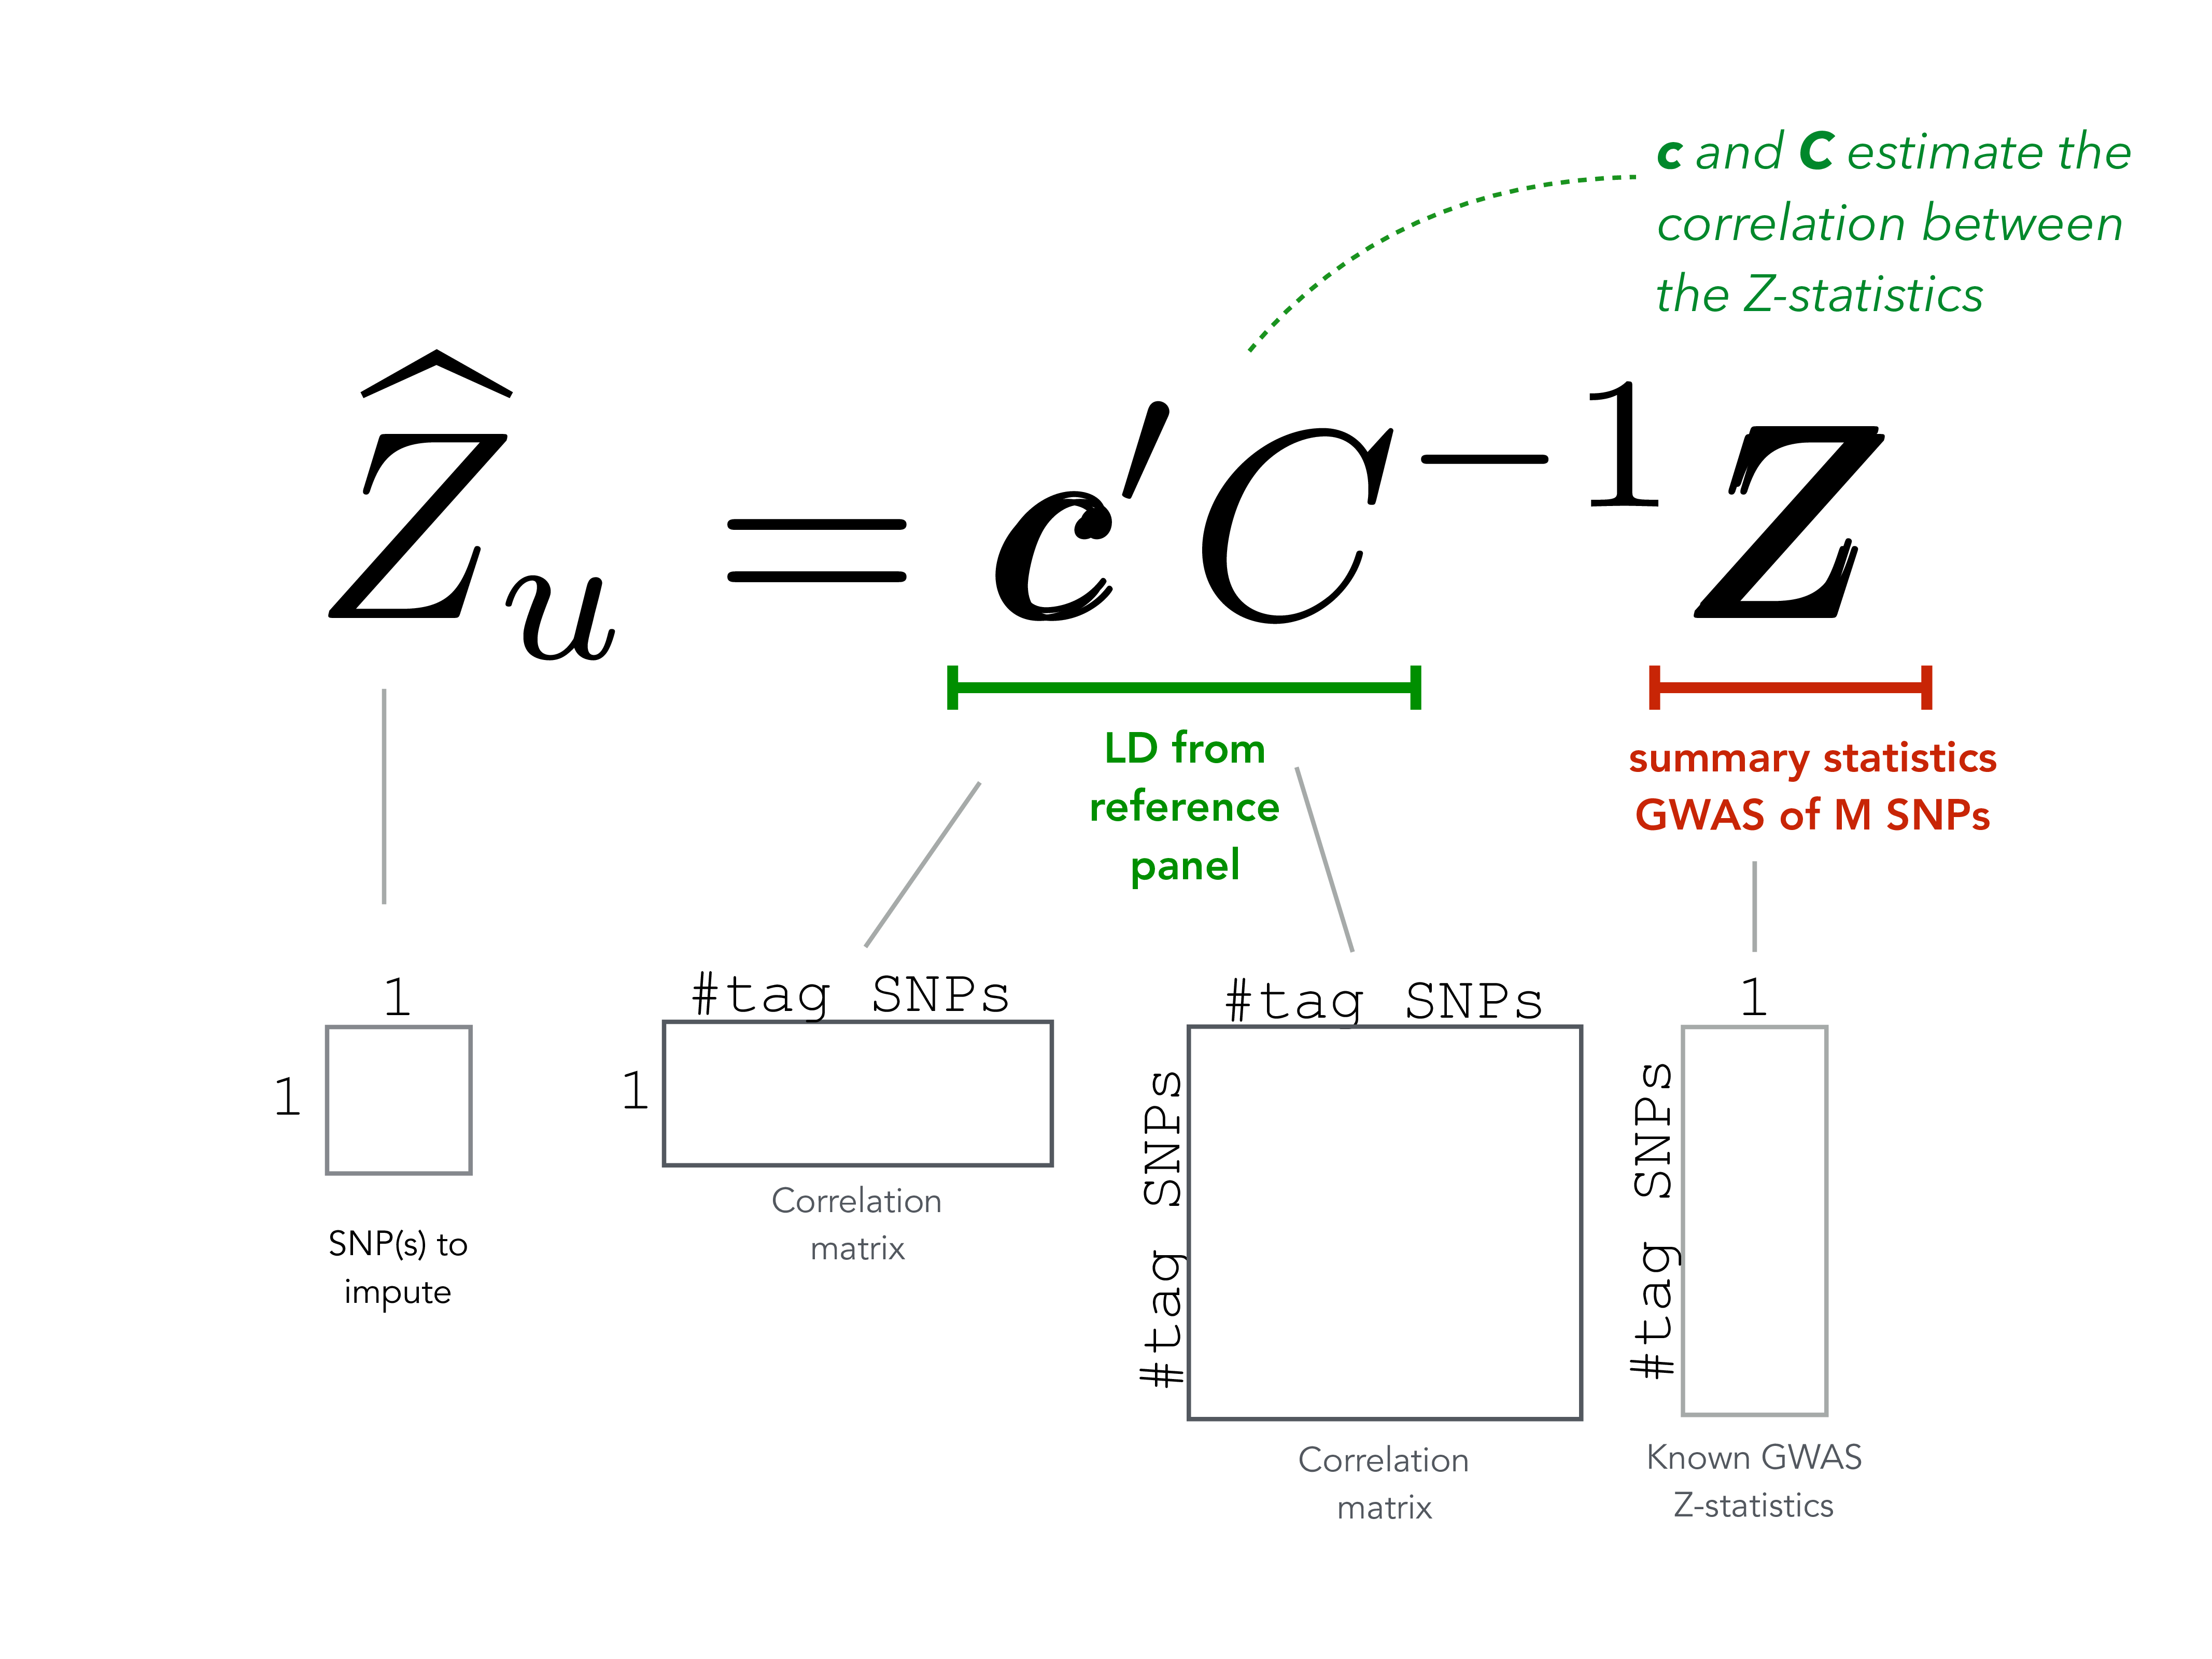 c and C estimate the
correlation between
the Z-statistics
\widehat{Z}_u = c′C^{−1}Z
LD from
reference
panel
summary statistics
GWAS of M SNPs
1
1
SNP(s) to
impute
#tag SNPs
1
Correlation
matrix
#tag SNPs
#tag SNPs
Correlation
matrix
1
#tag SNPs
Known GWAS
Z-statistics